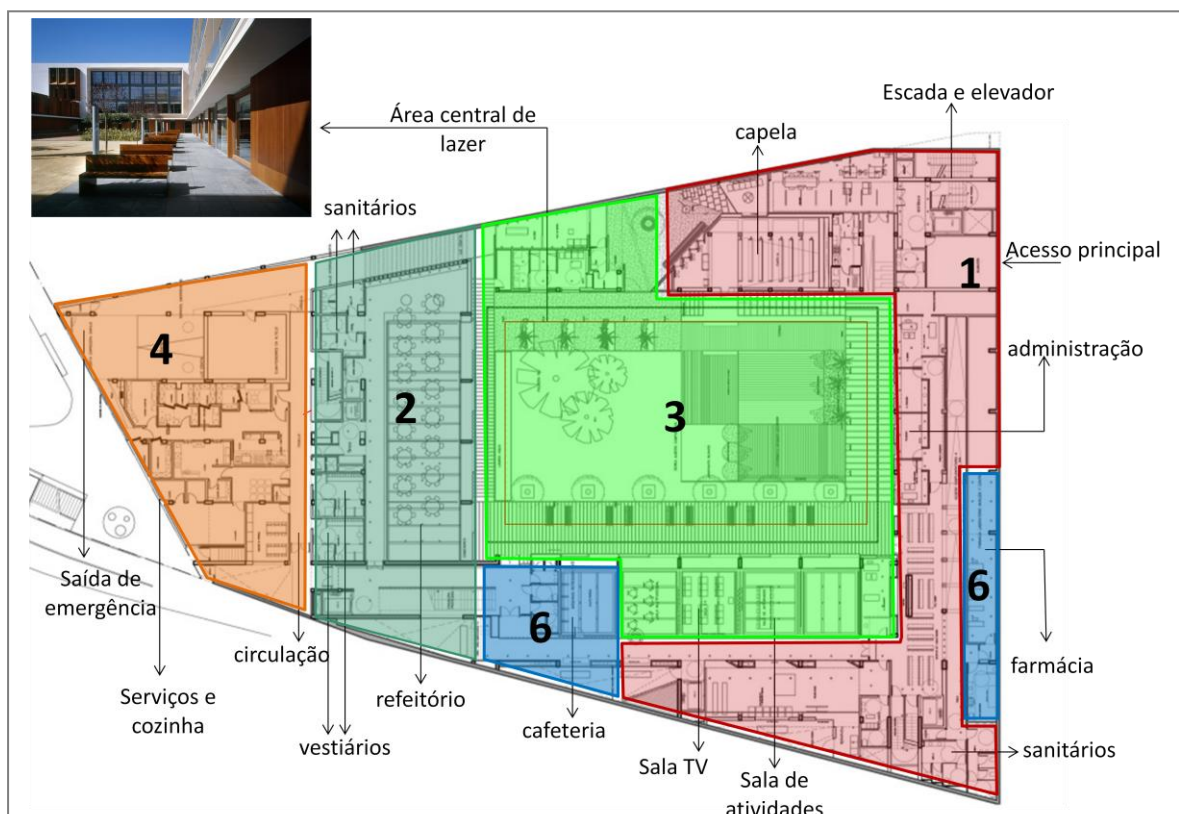 Escada e elevador
Área central de
lazer
capela
sanitários
Acesso principal
1
4
administração
2
3
6
6
Saída de
emergência
circulação
farmácia
Serviços e
cozinha
refeitório
vestiários
cafeteria
sanitários
Sala TV
Sala de
atividades